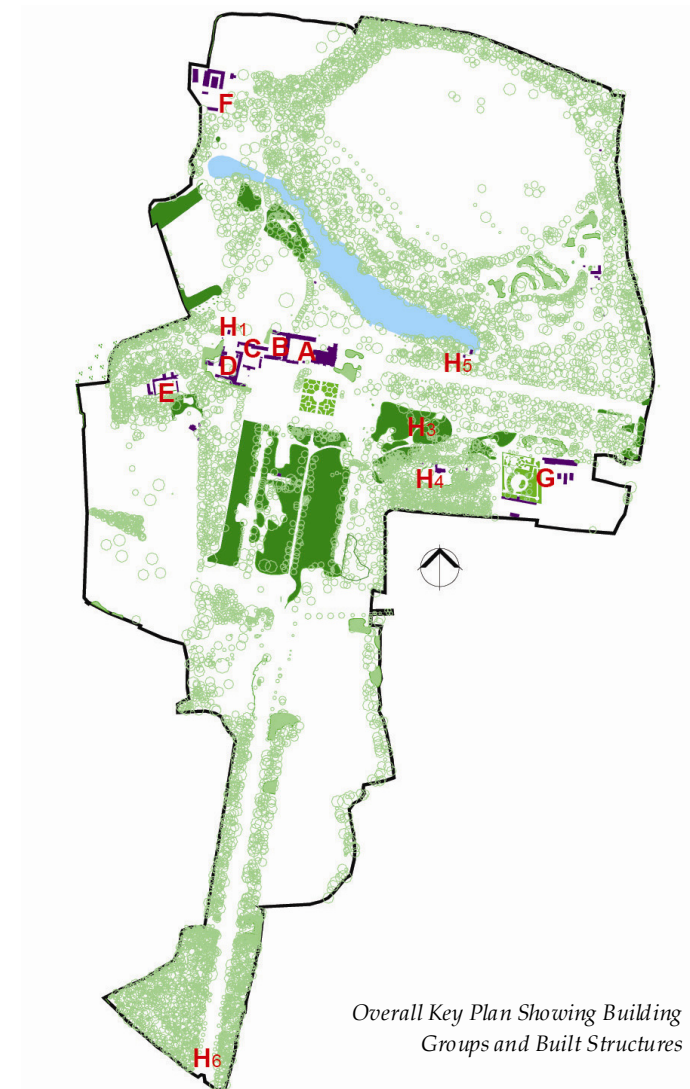 F
H1
C
B
A
D
H5
E
H3
H4
G
H6
Overall Key Plan Showing Building
Groups and Built Structures